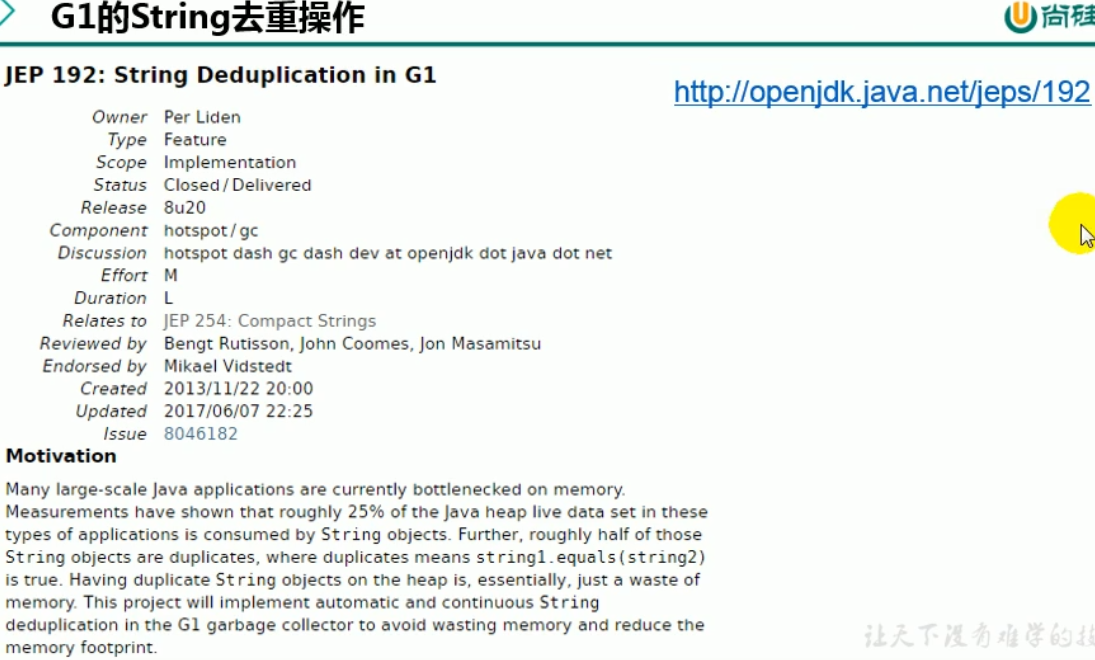 G1的String去重操作
尚硅
JEP 192: String Deduplication in G1
http://openjdk.java.net/jeps/192
Owner Per Liden
Type Feature
Scope Implementation
Status Closed / Delivered
Release 8u20
Component hotspot / gc
Discussion hotspot dash gc dash dev at openjdk dot java dot net
Effort M
Duration L
Relates to JEP 254: Compact Strings
Reviewed by Bengt Rutisson, John Coomes, Jon Masamitsu
Endorsed by Mikael Vidstedt
Created 2013/11/22 20:00
Updated 2017/06/07 22:25
Issue 8046182
Motivation
Many large-scale Java applications are currently bottlenecked on memory.
Measurements have shown that roughly 25% of the Java heap live data set in these
types of applications is consumed by String objects. Further, roughly half of those
String objects are duplicates, where duplicates means string1.equals(string2)
is true. Having duplicate String objects on the heap is, essentially, just a waste of
memory. This project will implement automatic and continuous String
deduplication in the G1 garbage collector to avoid wasting memory and reduce the
memory footprint.
让天下没有难学的技